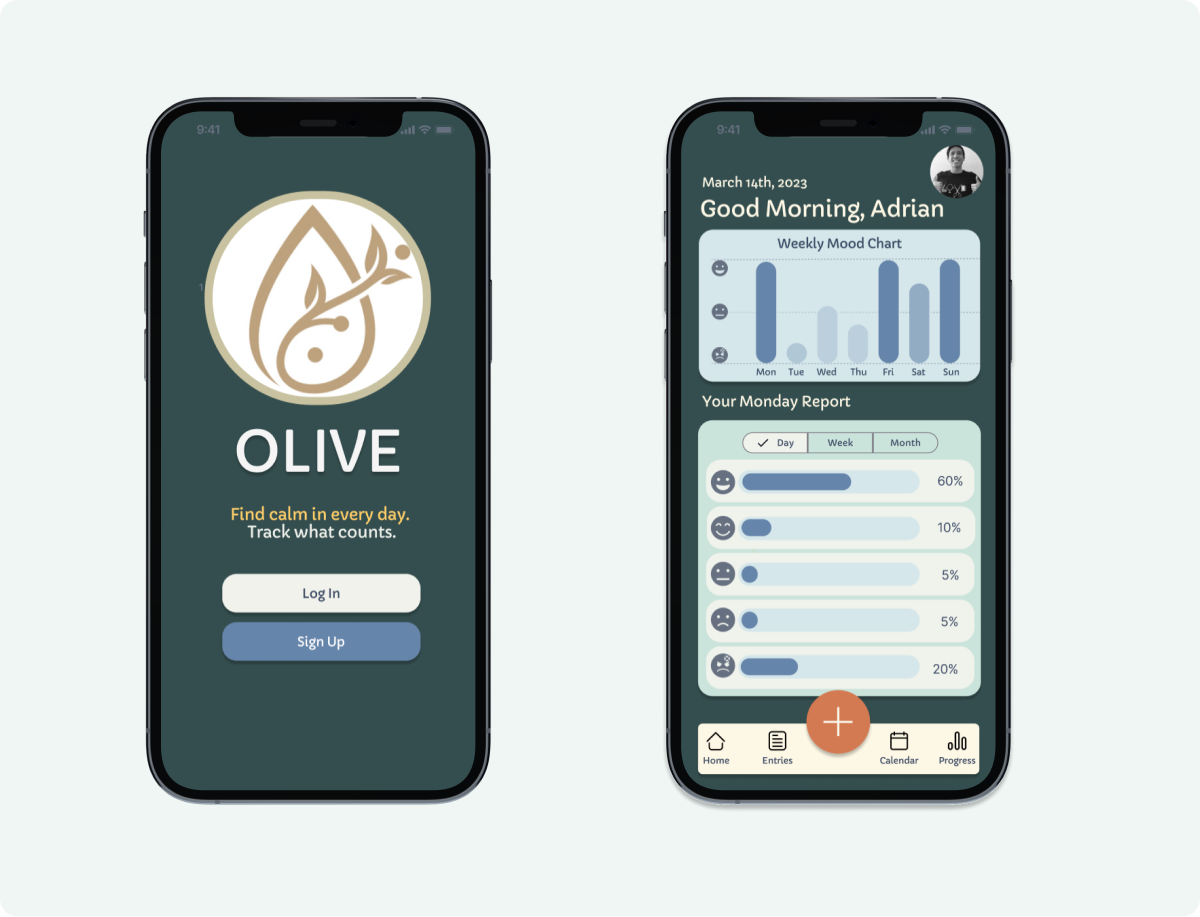 9:41
1
OLIVE
Find calm in every day.
Track what counts.
Log In
Sign Up
9:41
March 14th, 2023
Good Morning, Adrian
Weekly Mood Chart
Mon Tue Wed Thu Fri Sat Sun
Your Monday Report
Day Week Month
60%
10%
5%
5%
20%
Home Entries Calendar Progress